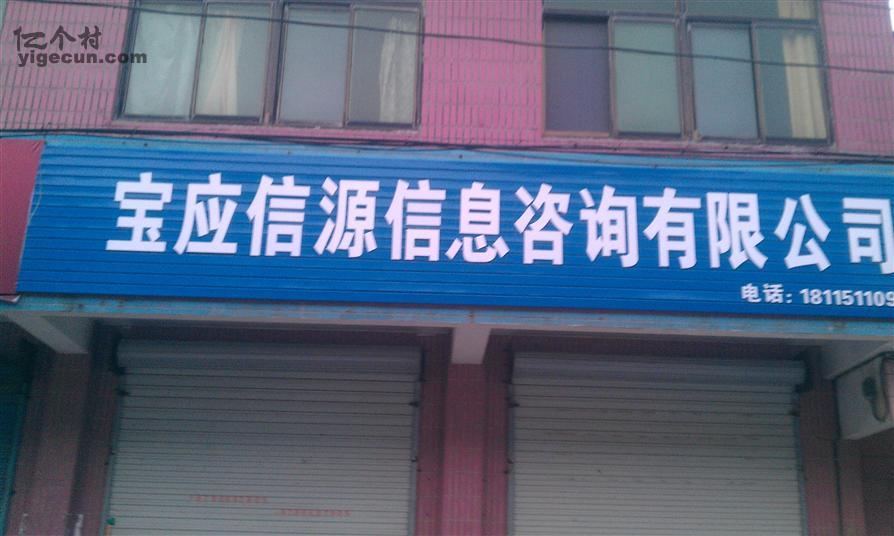 亿个村
yigecun.com
宝应信源信息咨询有限公司
电话：181151109